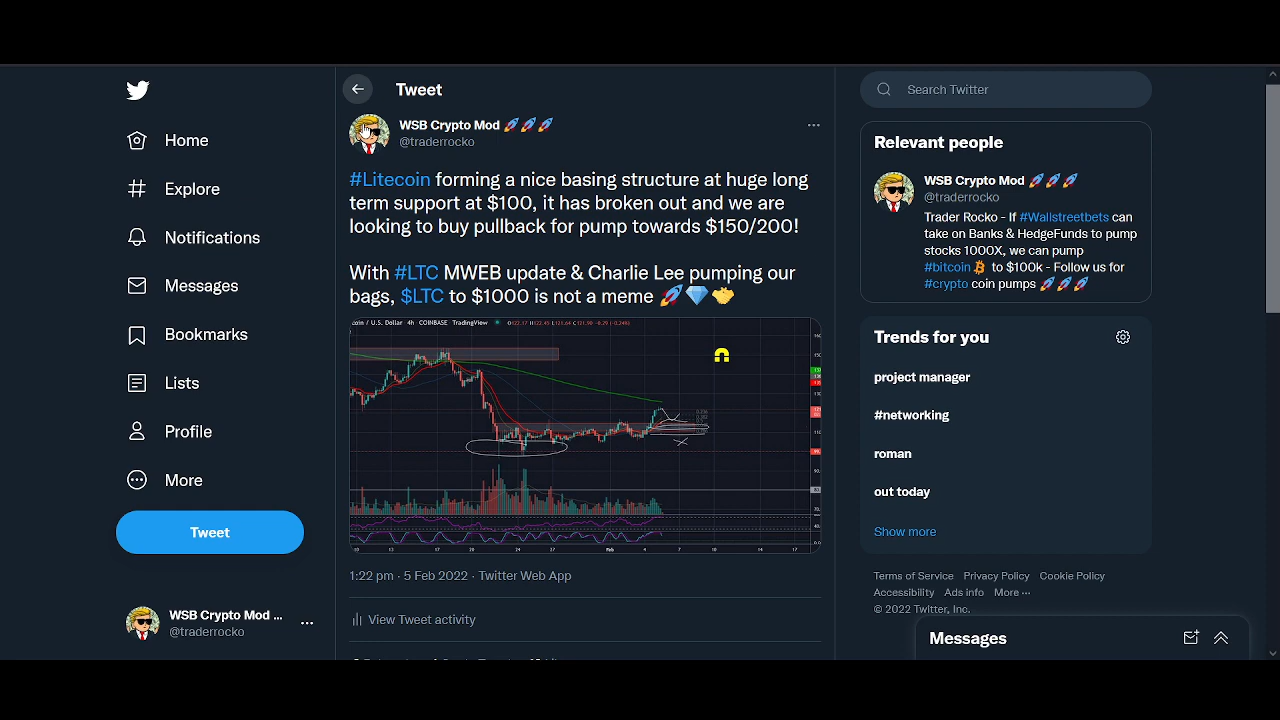 Home
Explore
Notifications
Messages
Bookmarks
Lists
Profile
More
Tweet
WSB Crypto Mod 🚀🚀🚀 ...
@traderrocko
Tweet
WSB Crypto Mod 🚀🚀🚀
@traderrocko
#Litecoin forming a nice basing structure at huge long
term support at $100, it has broken out and we are
looking to buy pullback for pump towards $150/200!
With #LTC MWEB update & Charlie Lee pumping our
bags, $LTC to $1000 is not a meme 🚀💎🤝
coin / U.S. Dollar 4h COINBASE TradingView
1:22 pm · 5 Feb 2022 · Twitter Web App
View Tweet activity
Search Twitter
Relevant people
WSB Crypto Mod 🚀🚀🚀
@traderrocko
Trader Rocko - If #Wallstreetbets can
take on Banks & HedgeFunds to pump
stocks 1000X, we can pump
#bitcoin to $100k - Follow us for
#crypto coin pumps 🚀🚀🚀
Trends for you
project manager
#networking
roman
out today
Show more
Terms of Service Privacy Policy Cookie Policy
Accessibility Ads info More ···
© 2022 Twitter, Inc.
Messages